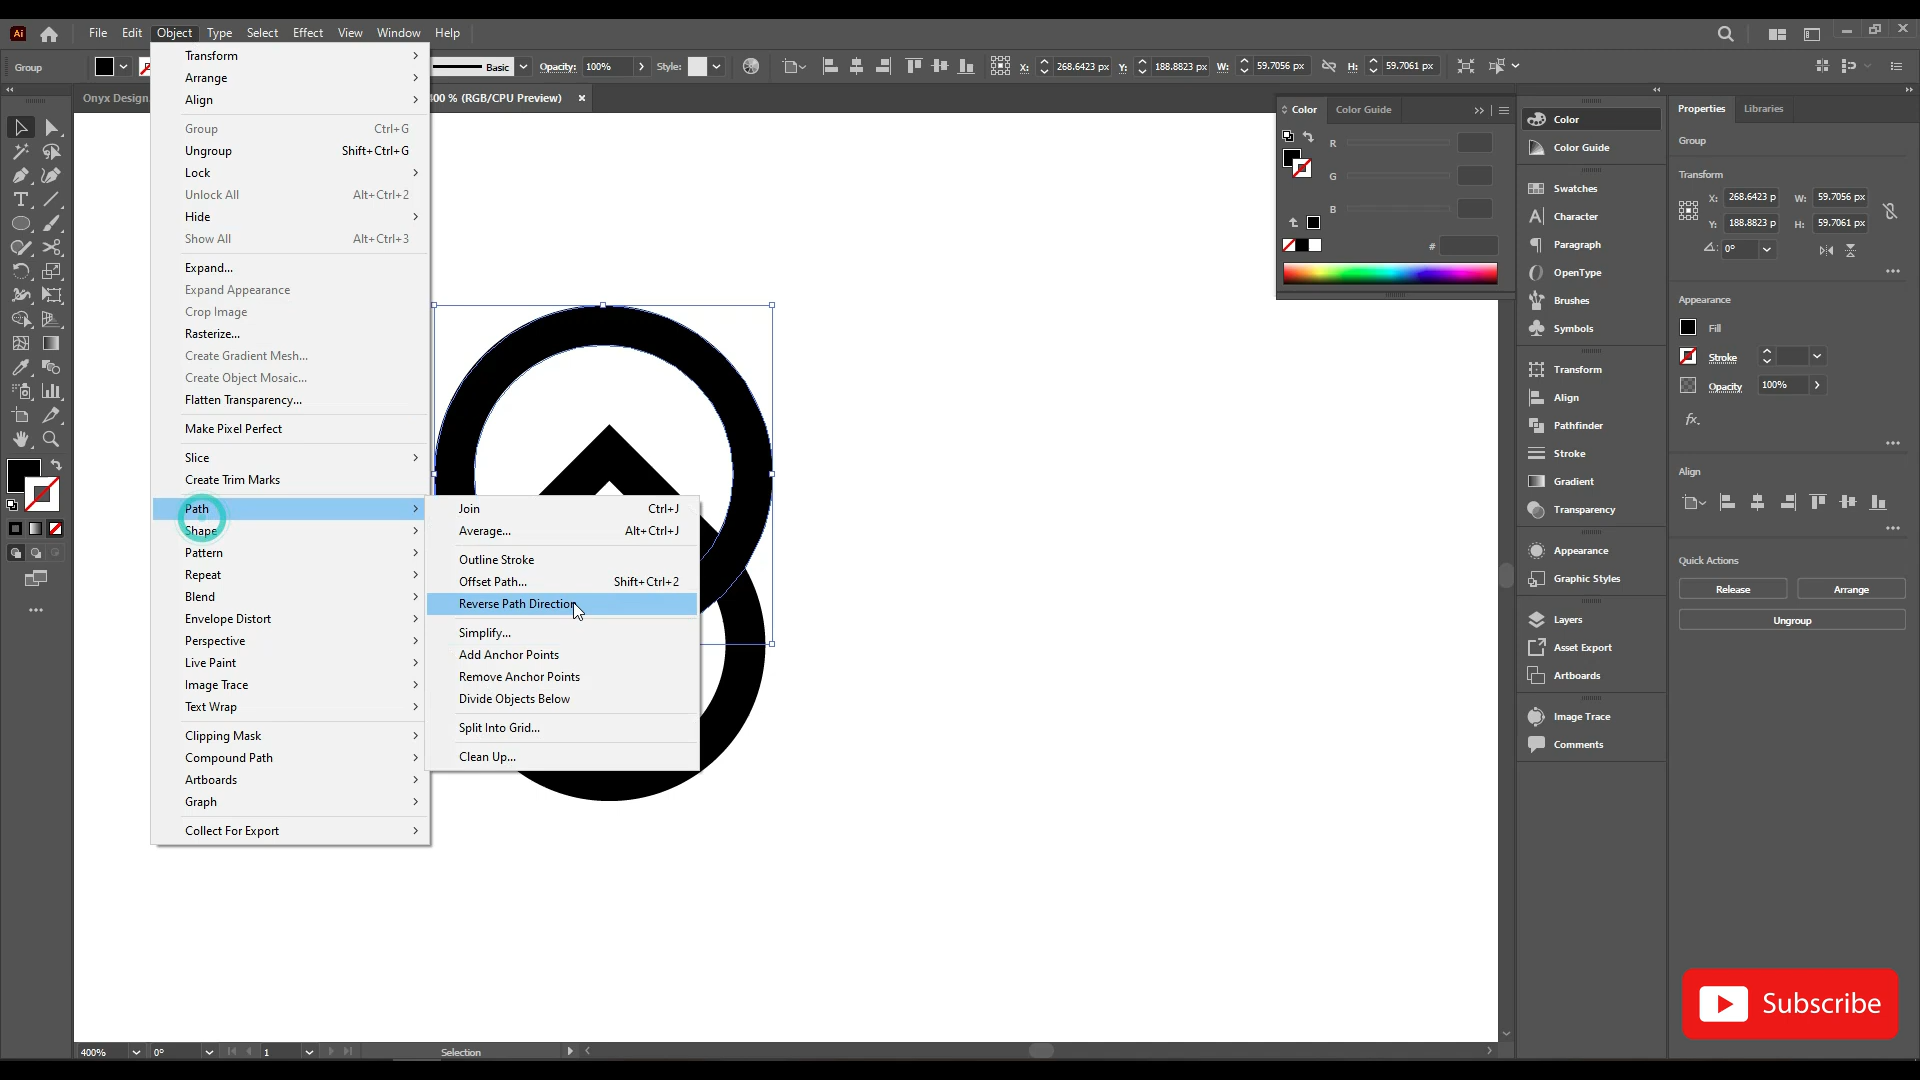 Ai File Edit Object Type Select Effect View Window Help
Group Basic Opacity: 100% Style: X: 268.6423 px Y: 188.8823 px W: 59.7056 px H: 59.7061 px
Onyx Design. 400 % (RGB/CPU Preview) ×
Transform
Arrange
Align
Group Ctrl+G
Ungroup Shift+Ctrl+G
Lock
Unlock All Alt+Ctrl+2
Hide
Show All Alt+Ctrl+3
Expand...
Expand Appearance
Crop Image
Rasterize...
Create Gradient Mesh...
Create Object Mosaic...
Flatten Transparency...
Make Pixel Perfect
Slice
Create Trim Marks
Path
Shape
Pattern
Repeat
Blend
Envelope Distort
Perspective
Live Paint
Image Trace
Text Wrap
Clipping Mask
Compound Path
Artboards
Graph
Collect For Export
Join Ctrl+J
Average... Alt+Ctrl+J
Outline Stroke
Offset Path... Shift+Ctrl+2
Reverse Path Direction
Simplify...
Add Anchor Points
Remove Anchor Points
Divide Objects Below
Split Into Grid...
Clean Up...
Color Color Guide
R
G
B
#
Color
Color Guide
Swatches
Character
Paragraph
OpenType
Brushes
Symbols
Transform
Align
Pathfinder
Stroke
Gradient
Transparency
Appearance
Graphic Styles
Layers
Asset Export
Artboards
Image Trace
Comments
Properties Libraries
Group
Transform
X: 268.6423 p W: 59.7056 px
Y: 188.8823 p H: 59.7061 px
0°
Appearance
Fill
Stroke
Opacity 100%
fx.
Align
Quick Actions
Release Arrange
Ungroup
Subscribe
400% 0° 1 Selection